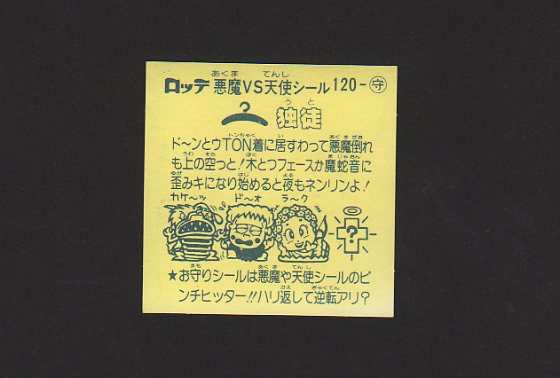 ロッテ 悪魔VS天使シール 120-守
独徒
ド〜ンとウTON着に居すわって悪魔倒れ
も上の空っと!木とつフェースか魔蛇音に
歪みキになり始めると夜もネンリンよ!
カケ〜ッ ド〜オ ラ〜ク
?
★お守りシールは悪魔や天使シールのピ
ンチヒッター!!ハリ返して逆転アリ?